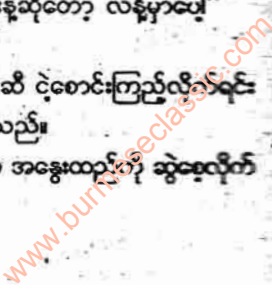 ဆိုတော့ လန့်မှာပေါ့
ဆီ ငဲ့စောင်းကြည့်လိုက်ရင်း
သည်။
အနွေးထည်ကို ဆွဲစေ့လိုက်
www.burmeseclassic.com